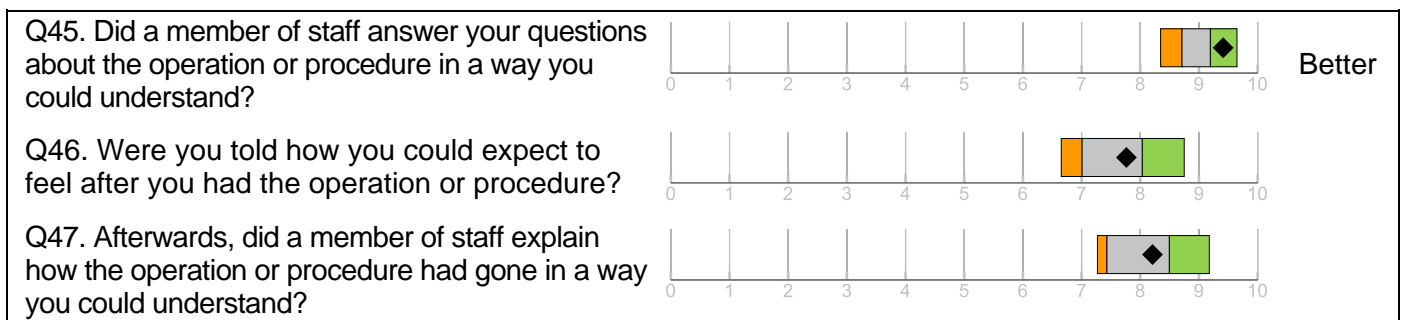 Q45. Did a member of staff answer your questions
about the operation or procedure in a way you
could understand?
0 1 2 3 4 5 6 7 8 9 10
Better
Q46. Were you told how you could expect to
feel after you had the operation or procedure?
0 1 2 3 4 5 6 7 8 9 10
Q47. Afterwards, did a member of staff explain
how the operation or procedure had gone in a way
you could understand?
0 1 2 3 4 5 6 7 8 9 10